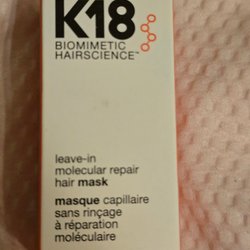 K18
BIOMIMETIC
HAIRSCIENCE™
leave-in
molecular repair
hair mask
masque capillaire
sans rinçage
à réparation
moléculaire